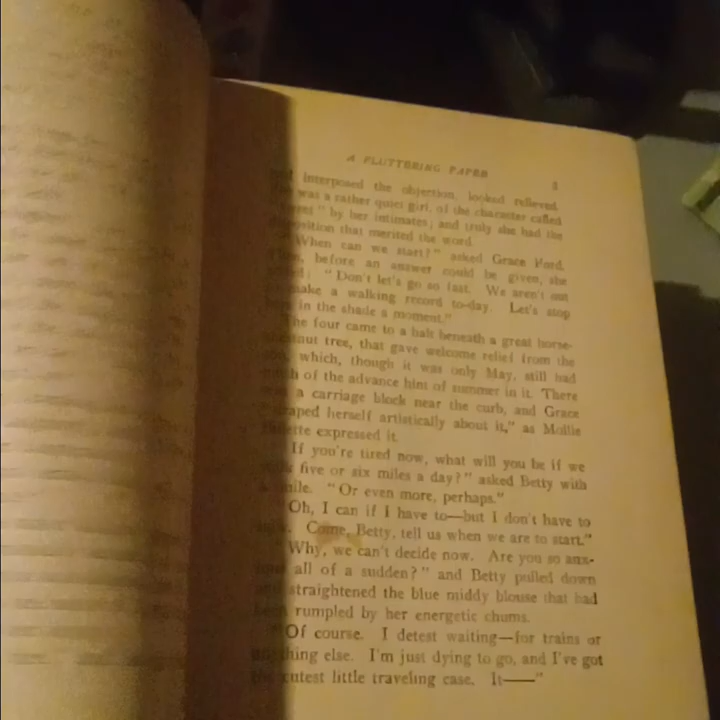 A FLUTTERING PAPER
interposed the objection, looked relieved.
was a rather quiet girl, of the character called
" by her intimates; and truly she had the
disposition that merited the word.
"When can we start?" asked Grace Ford.
before an answer could be given, she
"Don't let's go so fast. We aren't out
make a walking record to-day. Let's stop
in the shade a moment."
The four came to a halt beneath a great horse-
chestnut tree, that gave welcome relief from the
which, though it was only May, still had
of the advance hint of summer in it. There
a carriage block near the curb, and Grace
"draped herself artistically about it," as Mollie
expressed it.
If you're tired now, what will you be if we
five or six miles a day?" asked Betty with
smile. "Or even more, perhaps."
Oh, I can if I have to—but I don't have to
Come, Betty, tell us when we are to start."
"Why, we can't decide now. Are you so anx-
all of a sudden?" and Betty pulled down
straightened the blue middy blouse that had
been rumpled by her energetic chums.
"Of course. I detest waiting—for trains or
anything else. I'm just dying to go, and I've got
the cutest little traveling case. It——"